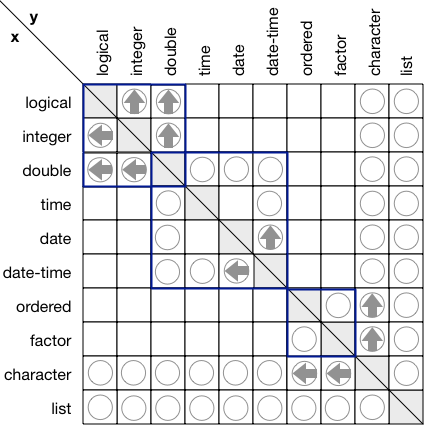 y
x
logical
integer
double
time
date
date-time
ordered
factor
character
list
logical
integer
double
time
date
date-time
ordered
factor
character
list